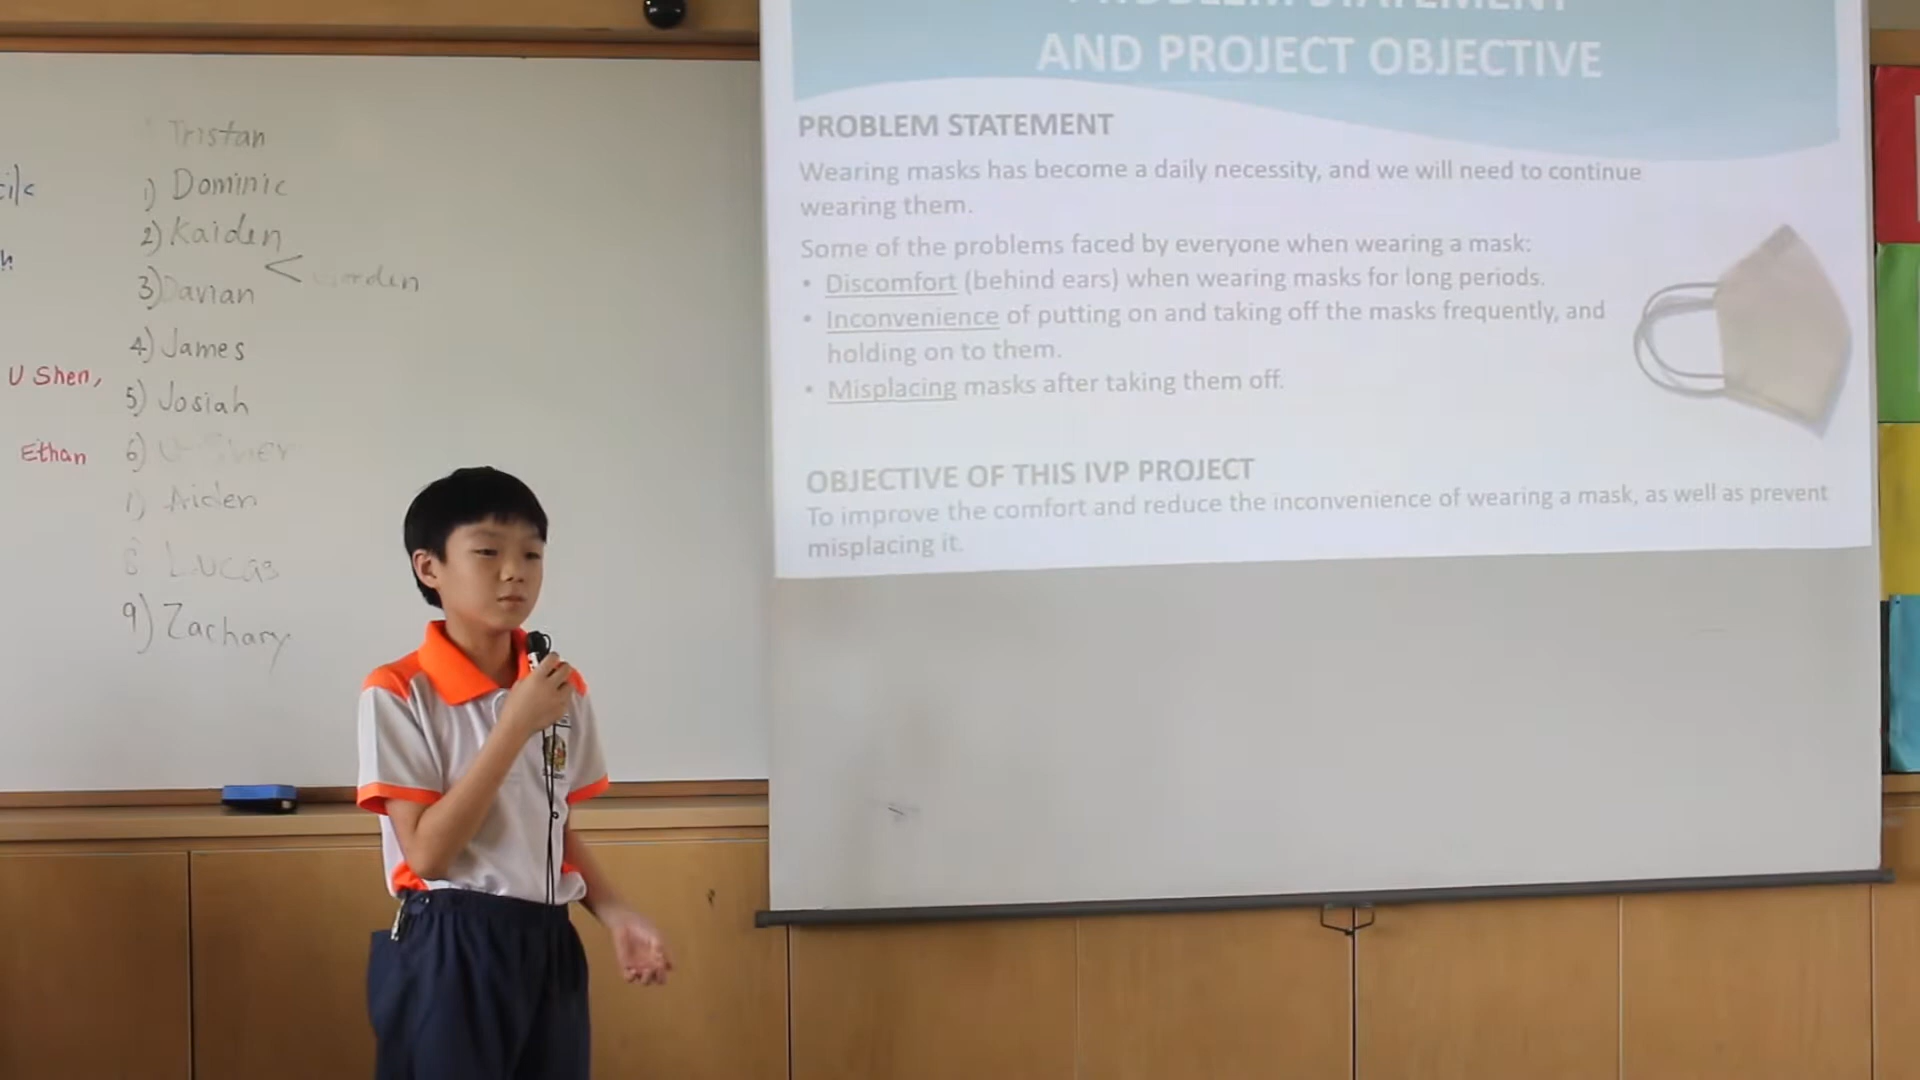 Tristan
1) Dominic
2) Kaiden
3) Davian
4) James
U Shen,
5) Josiah
Ethan
6)
Aiden
Lucas
9) Zachary
PROBLEM STATEMENT
AND PROJECT OBJECTIVE
PROBLEM STATEMENT
Wearing masks has become a daily necessity, and we will need to continue
wearing them.
Some of the problems faced by everyone when wearing a mask:
• Discomfort (behind ears) when wearing masks for long periods.
• Inconvenience of putting on and taking off the masks frequently, and
holding on to them.
• Misplacing masks after taking them off.
OBJECTIVE OF THIS IVP PROJECT
To improve the comfort and reduce the inconvenience of wearing a mask, as well as prevent
misplacing it.